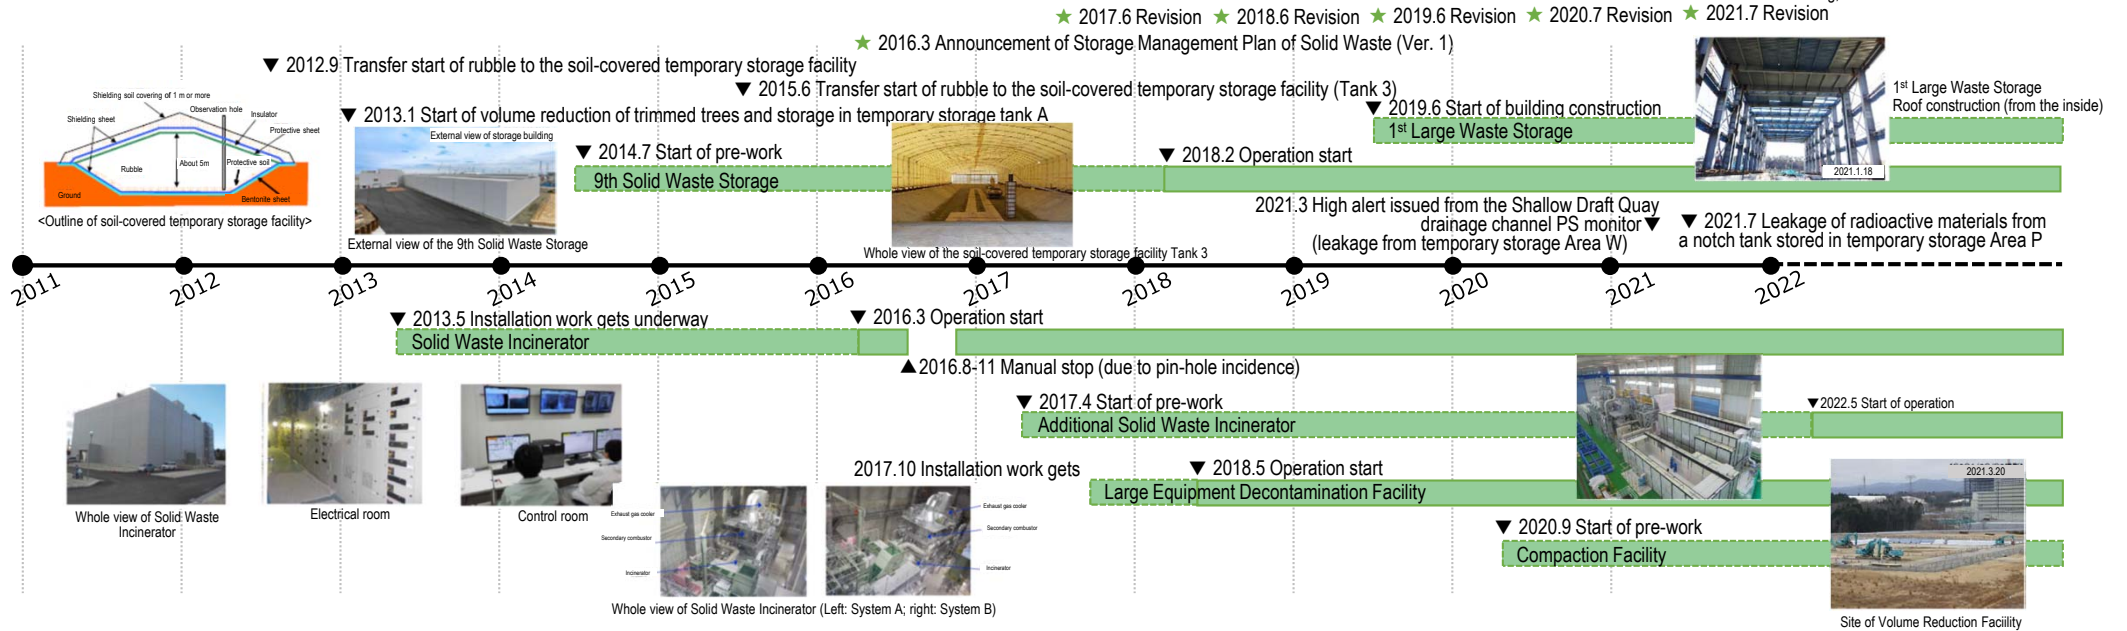 ★ 2017.6 Revision ★ 2018.6 Revision ★ 2019.6 Revision ★ 2020.7 Revision ★ 2021.7 Revision
★ 2016.3 Announcement of Storage Management Plan of Solid Waste (Ver. 1)
▼ 2012.9 Transfer start of rubble to the soil-covered temporary storage facility
▼ 2015.6 Transfer start of rubble to the soil-covered temporary storage facility (Tank 3)
▼ 2013.1 Start of volume reduction of trimmed trees and storage in temporary storage tank A
Shielding soil covering of 1 m or more
Observation hole
Shielding sheet
Insulator
Protective sheet
Rubble
About 5m
Protective soil
Ground
Bentonite sheet
<Outline of soil-covered temporary storage facility>
External view of storage building
External view of the 9th Solid Waste Storage
▼ 2014.7 Start of pre-work
9th Solid Waste Storage
▼ 2018.2 Operation start
Whole view of the soil-covered temporary storage facility Tank 3
▼ 2019.6 Start of building construction
1st Large Waste Storage
2021.1.18
1st Large Waste Storage
Roof construction (from the inside)
2021.3 High alert issued from the Shallow Draft Quay
drainage channel PS monitor ▼
(leakage from temporary storage Area W)
▼ 2021.7 Leakage of radioactive materials from
a notch tank stored in temporary storage Area P
2011 2012 2013 2014 2015 2016 2017 2018 2019 2020 2021 2022
▼ 2013.5 Installation work gets underway
Solid Waste Incinerator
▼ 2016.3 Operation start
▲ 2016.8-11 Manual stop (due to pin-hole incidence)
▼ 2017.4 Start of pre-work
Additional Solid Waste Incinerator
▼ 2022.5 Start of operation
2017.10 Installation work gets
▼ 2018.5 Operation start
Large Equipment Decontamination Facility
▼ 2020.9 Start of pre-work
Compaction Facility
2021.3.20
Site of Volume Reduction Faciility
Whole view of Solid Waste
Incinerator
Electrical room
Control room
Exhaust gas cooler
Secondary combustor
Incinerator
Exhaust gas cooler
Secondary combustor
Incinerator
Whole view of Solid Waste Incinerator (Left: System A; right: System B)